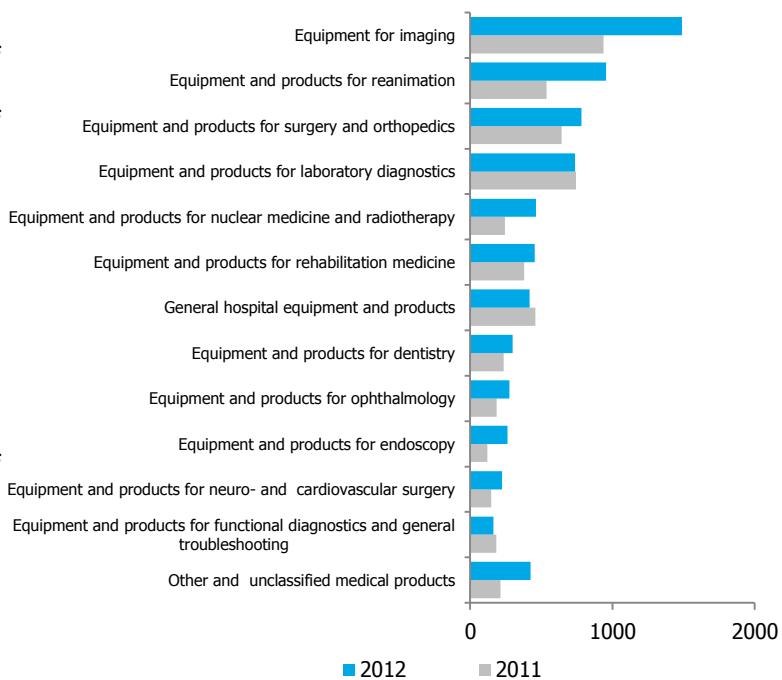 Equipment for imaging
;
Equipment and products for reanimation
;
Equipment and products for surgery and orthopedics
Equipment and products for laboratory diagnostics
Equipment and products for nuclear medicine and radiotherapy
Equipment and products for rehabilitation medicine
General hospital equipment and products
Equipment and products for dentistry
Equipment and products for ophthalmology
Equipment and products for endoscopy
;
Equipment and products for neuro- and cardiovascular surgery
Equipment and products for functional diagnostics and general
troubleshooting
Other and unclassified medical products
0 1000 2000
2012 2011